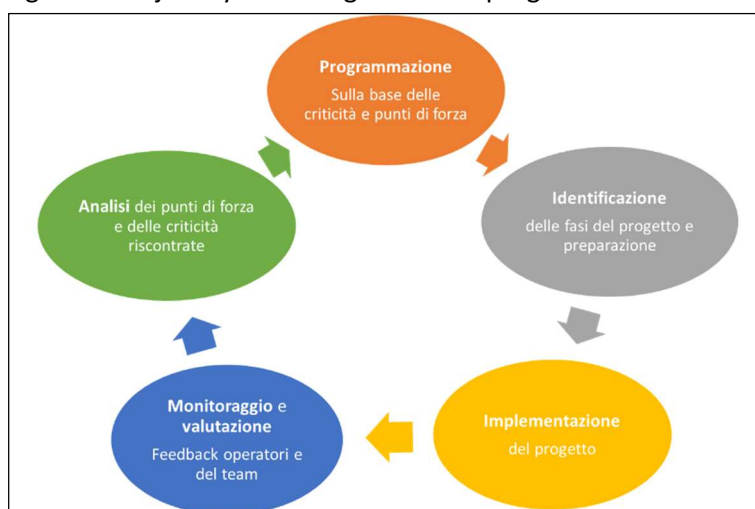 Programmazione
Sulla base delle
criticità e punti di forza
Identificazione
delle fasi del progetto e
preparazione
Implementazione
del progetto
Monitoraggio e
valutazione
Feedback operatori e
del team
Analisi dei punti di forza
e delle criticità
riscontrate